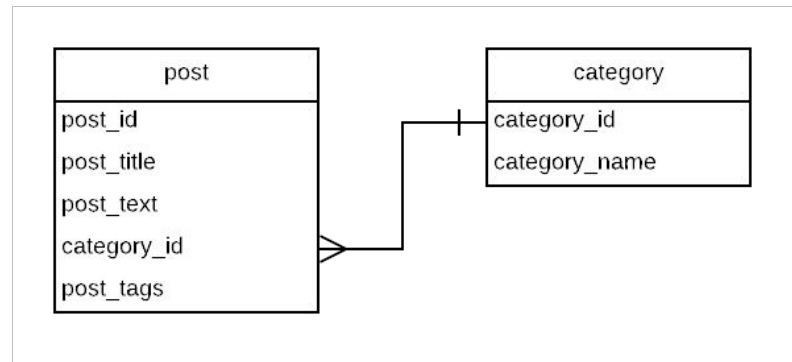 post
post_id
post_title
post_text
category_id
post_tags
category
category_id
category_name